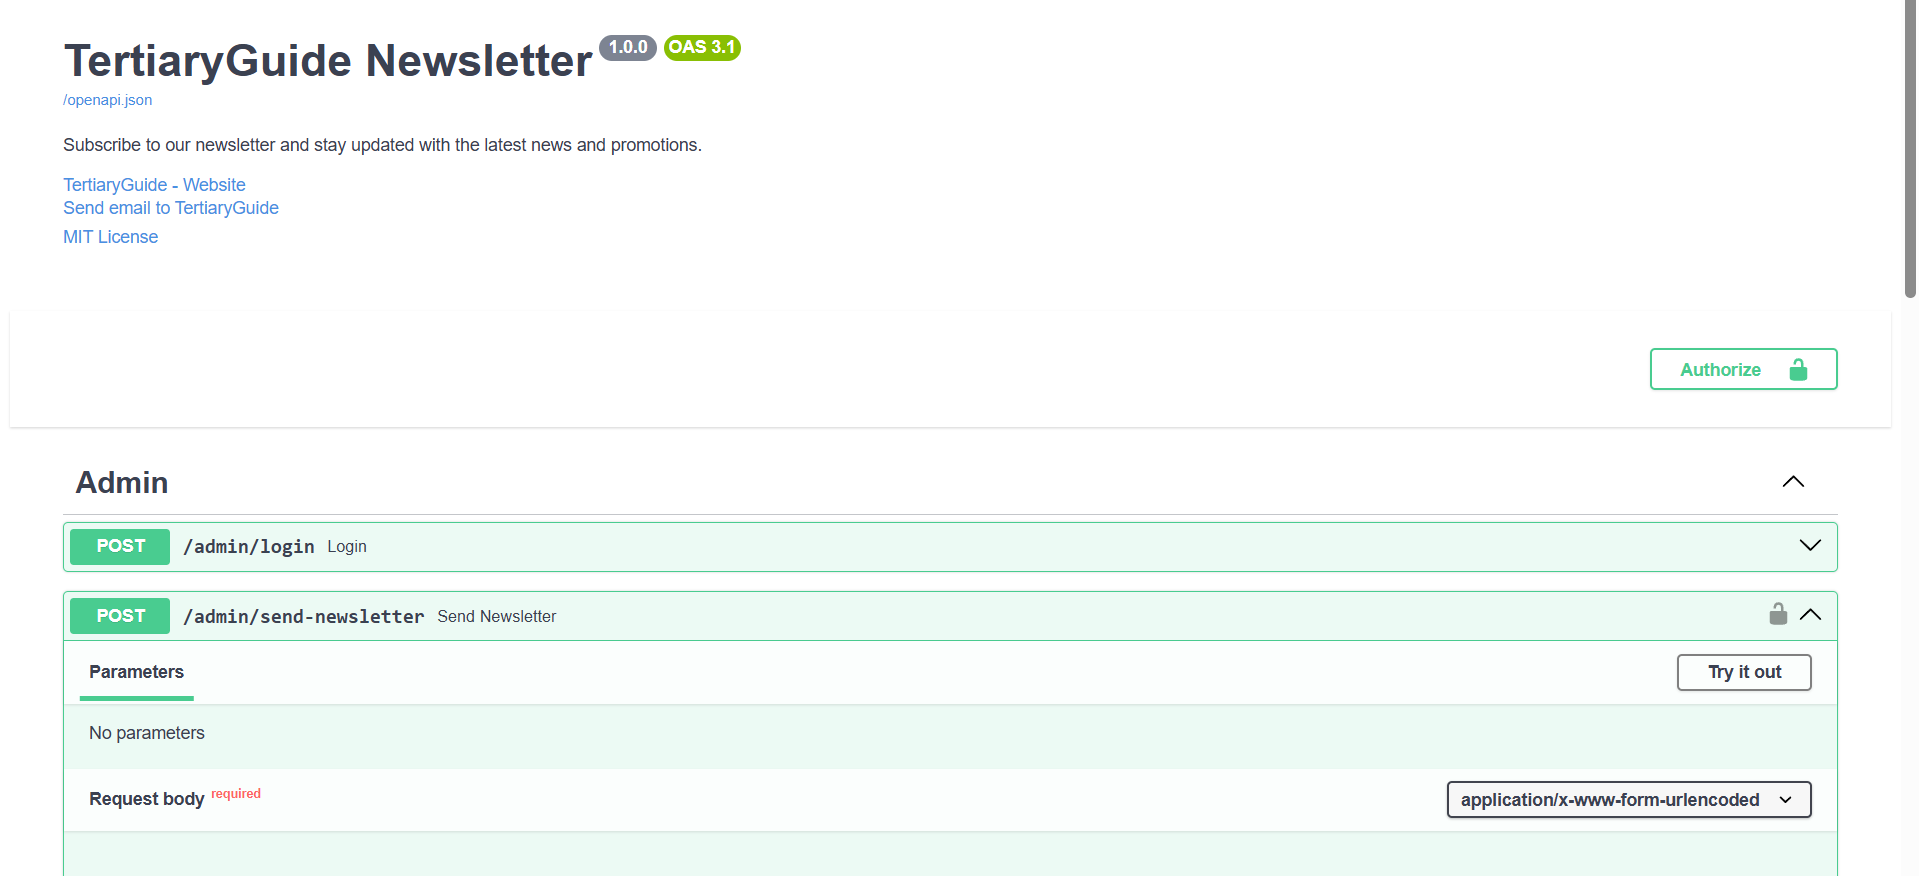 TertiaryGuide Newsletter 1.0.0 OAS 3.1
/openapi.json
Subscribe to our newsletter and stay updated with the latest news and promotions.
TertiaryGuide - Website
Send email to TertiaryGuide
MIT License
Authorize
Admin
POST /admin/login Login
POST /admin/send-newsletter Send Newsletter
Parameters Try it out
No parameters
Request body required application/x-www-form-urlencoded